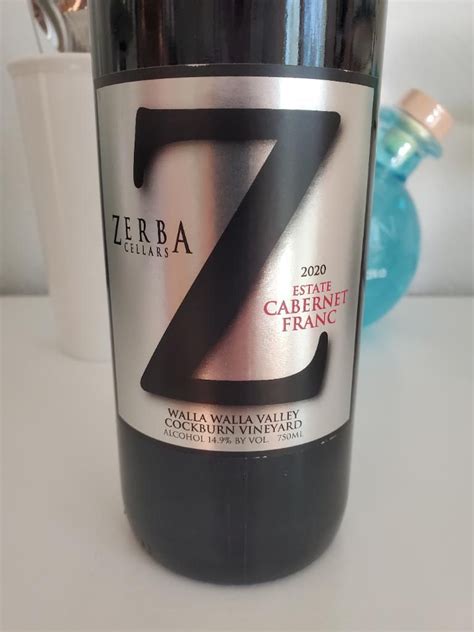 Z
ZERBA
CELLARS
2020
ESTATE
CABERNET
FRANC
WALLA WALLA VALLEY
COCKBURN VINEYARD
ALCOHOL 14.9% BY VOL. 750ML